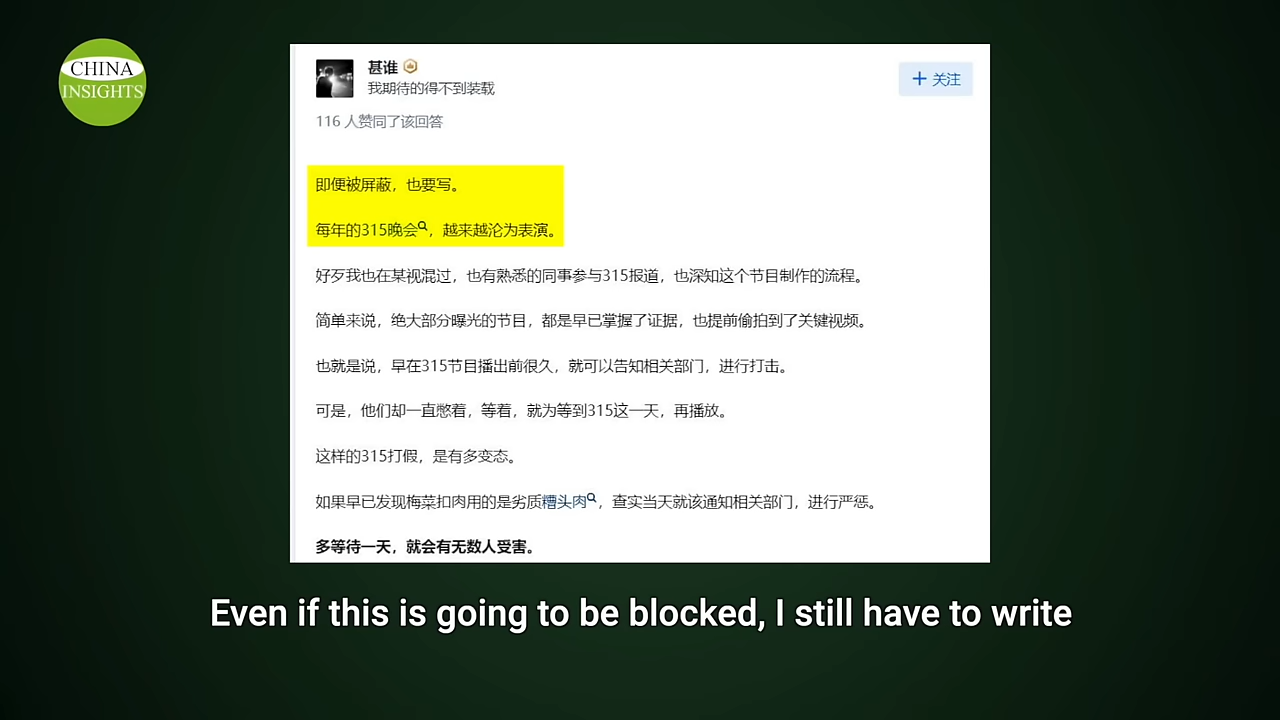 CHINA
INSIGHTS
甚谁
我期待的得不到装载
+ 关注
116 人赞同了该回答
即便被屏蔽，也要写。
每年的315晚会，越来越沦为表演。
好歹我也在某视混过，也有熟悉的同事参与315报道，也深知这个节目制作的流程。
简单来说，绝大部分曝光的节目，都是早已掌握了证据，也提前偷拍到了关键视频。
也就是说，早在315节目播出前很久，就可以告知相关部门，进行打击。
可是，他们却一直憋着，等着，就为等到315这一天，再播放。
这样的315打假，是有多变态。
如果早已发现梅菜扣肉用的是劣质糟头肉，查实当天就该通知相关部门，进行严惩。
多等待一天，就会有无数人受害。
Even if this is going to be blocked, I still have to write